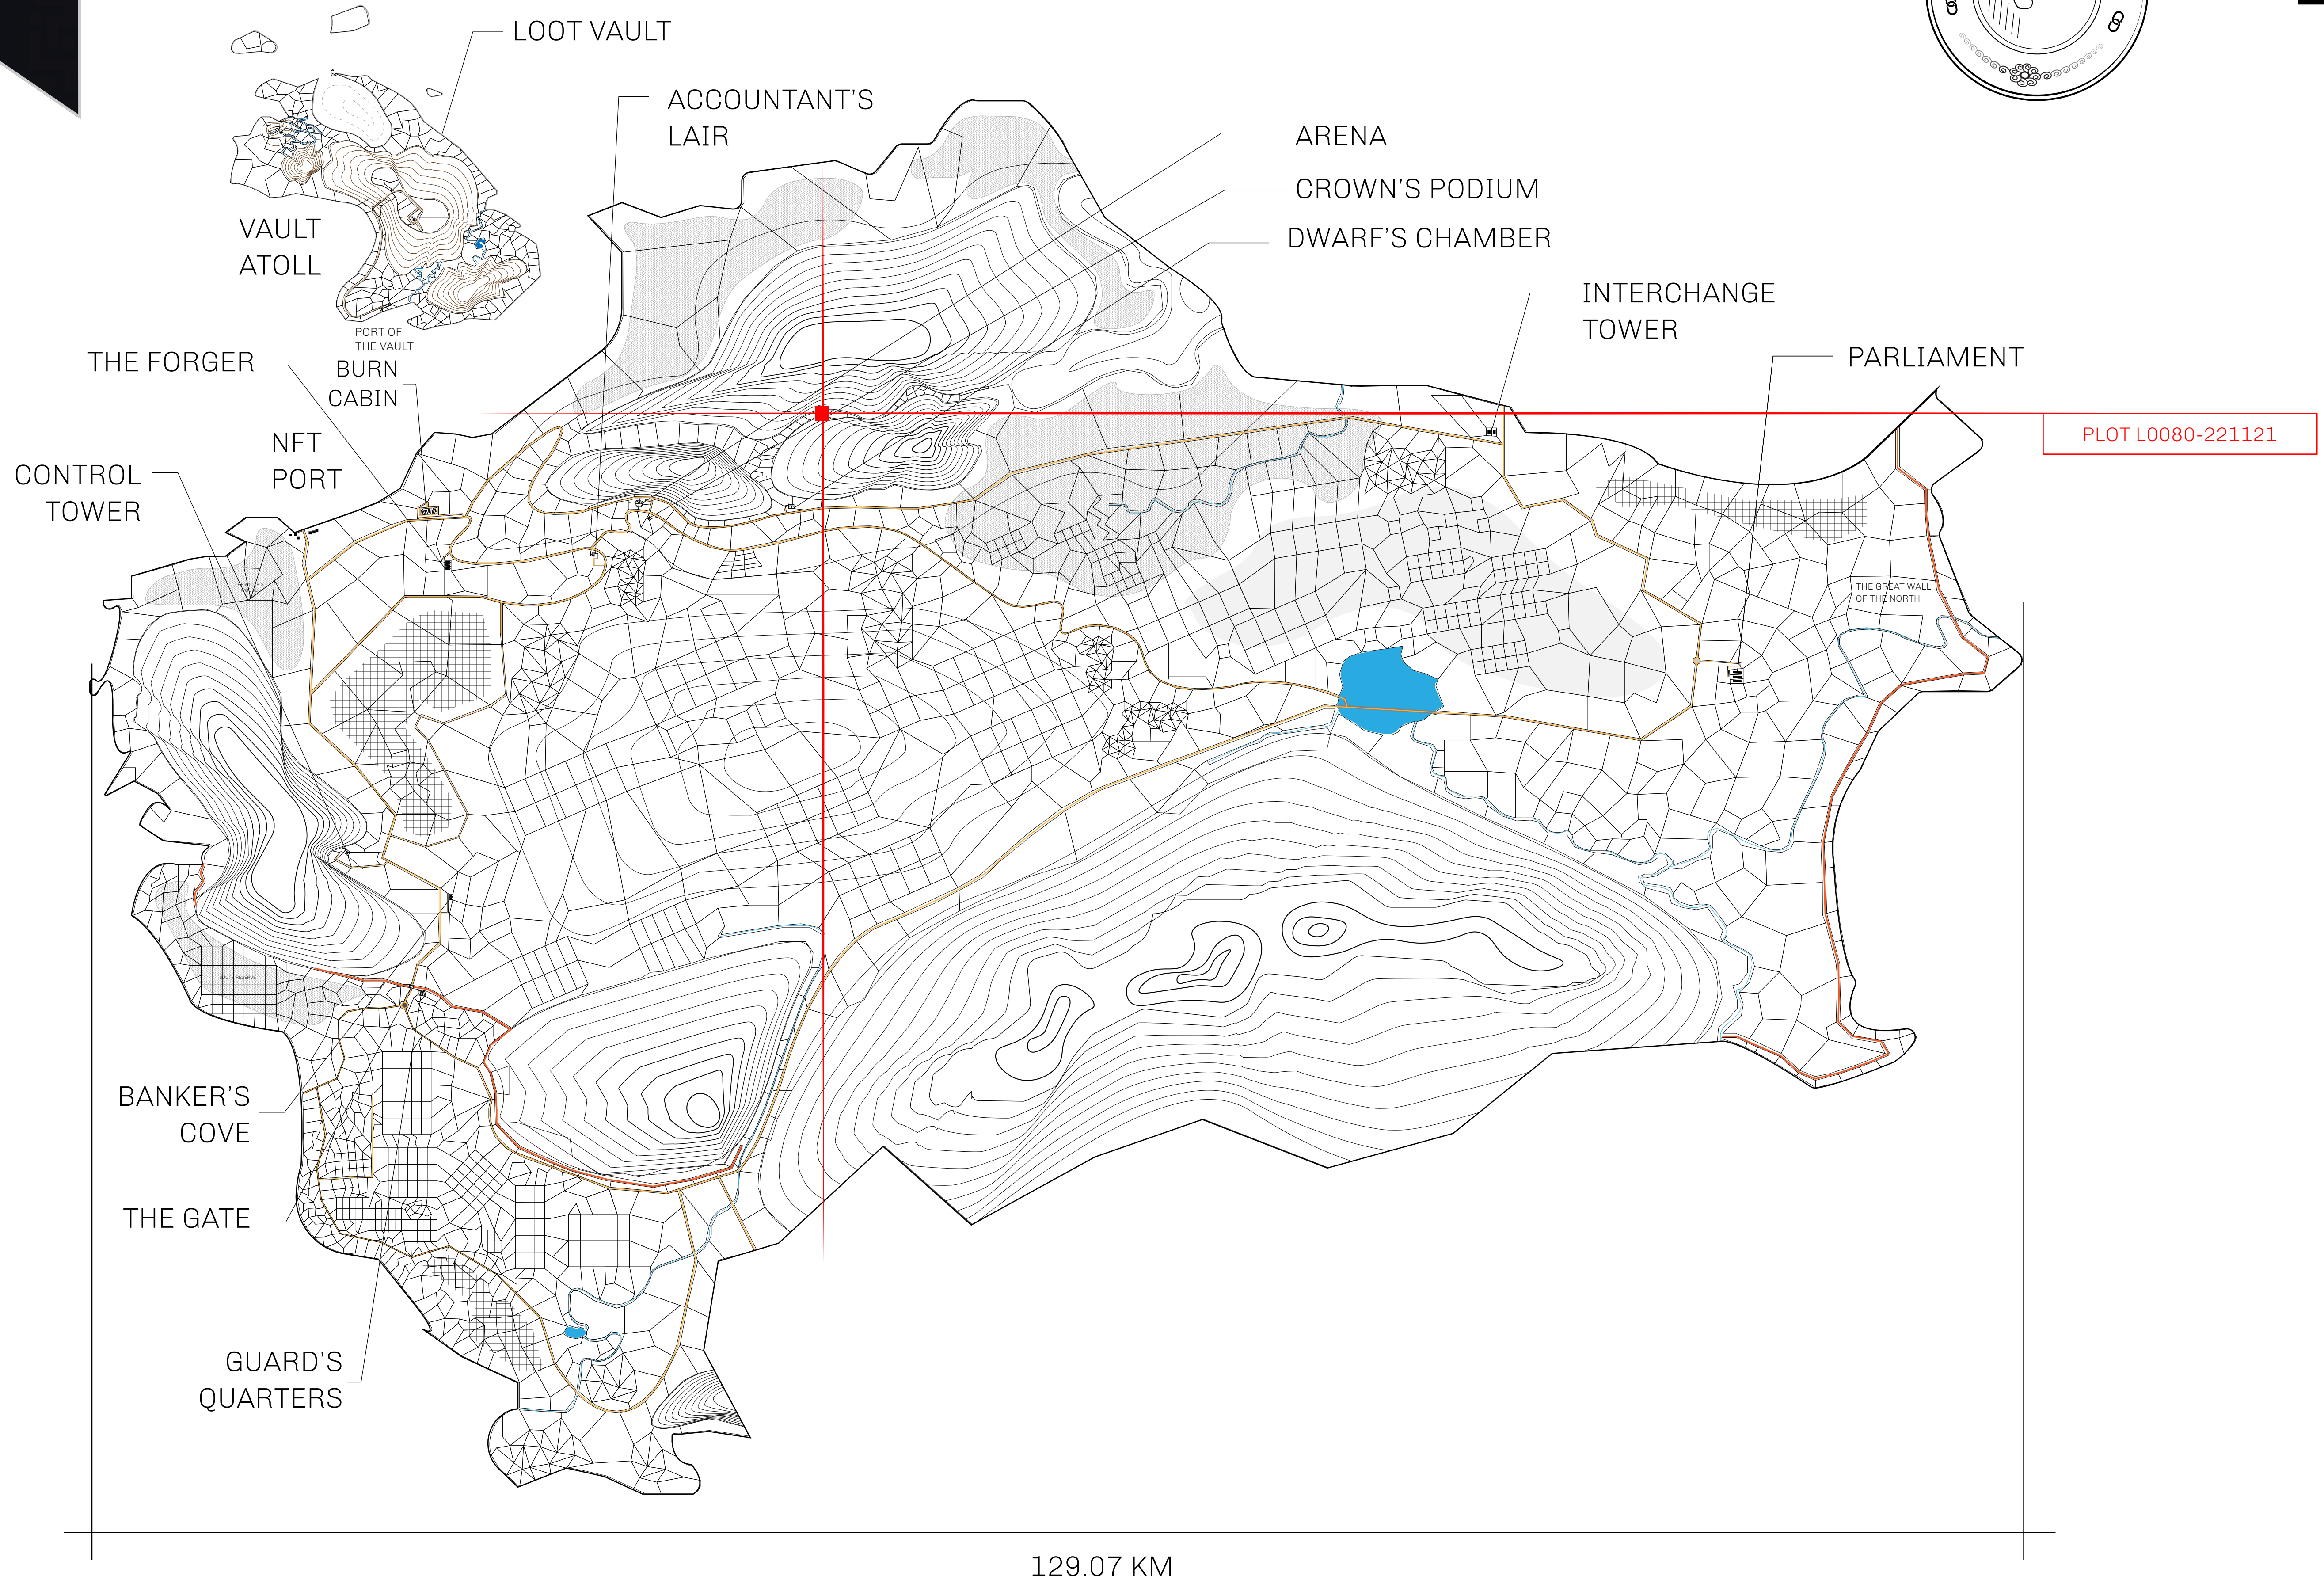 LOOT VAULT
ACCOUNTANT'S
LAIR
ARENA
CROWN'S PODIUM
DWARF'S CHAMBER
VAULT
ATOLL
INTERCHANGE
TOWER
PORT OF
THE VAULT
THE FORGER
BURN
CABIN
PARLIAMENT
NFT
PORT
PLOT L0080-221121
CONTROL
TOWER
THE GREAT WALL
OF THE NORTH
BANKER'S
COVE
THE GATE
GUARD'S
QUARTERS
129.07 KM